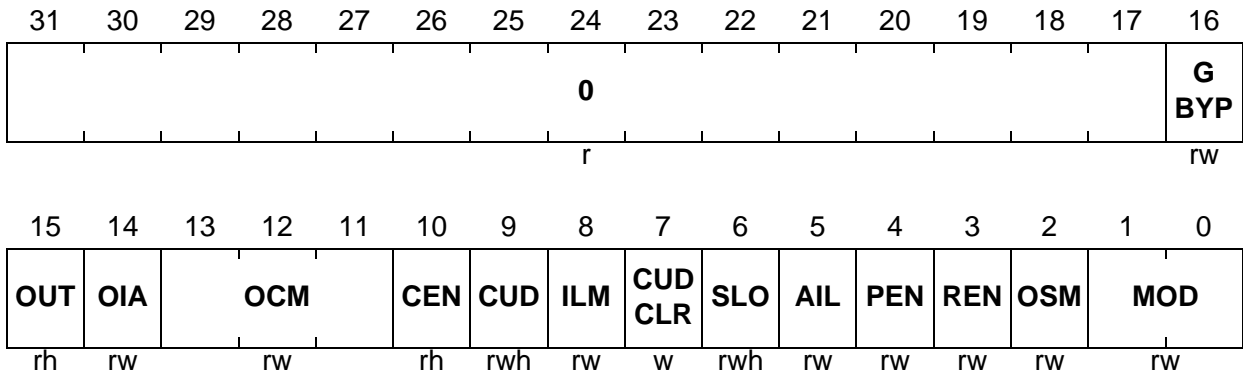 31 30 29 28 27 26 25 24 23 22 21 20 19 18 17 16
0 G BYP
r rw
15 14 13 12 11 10 9 8 7 6 5 4 3 2 1 0
OUT OIA OCM CEN CUD ILM CUD CLR SLO AIL PEN REN OSM MOD
rh rw rw rh rwh rw w rwh rw rw rw rw rw